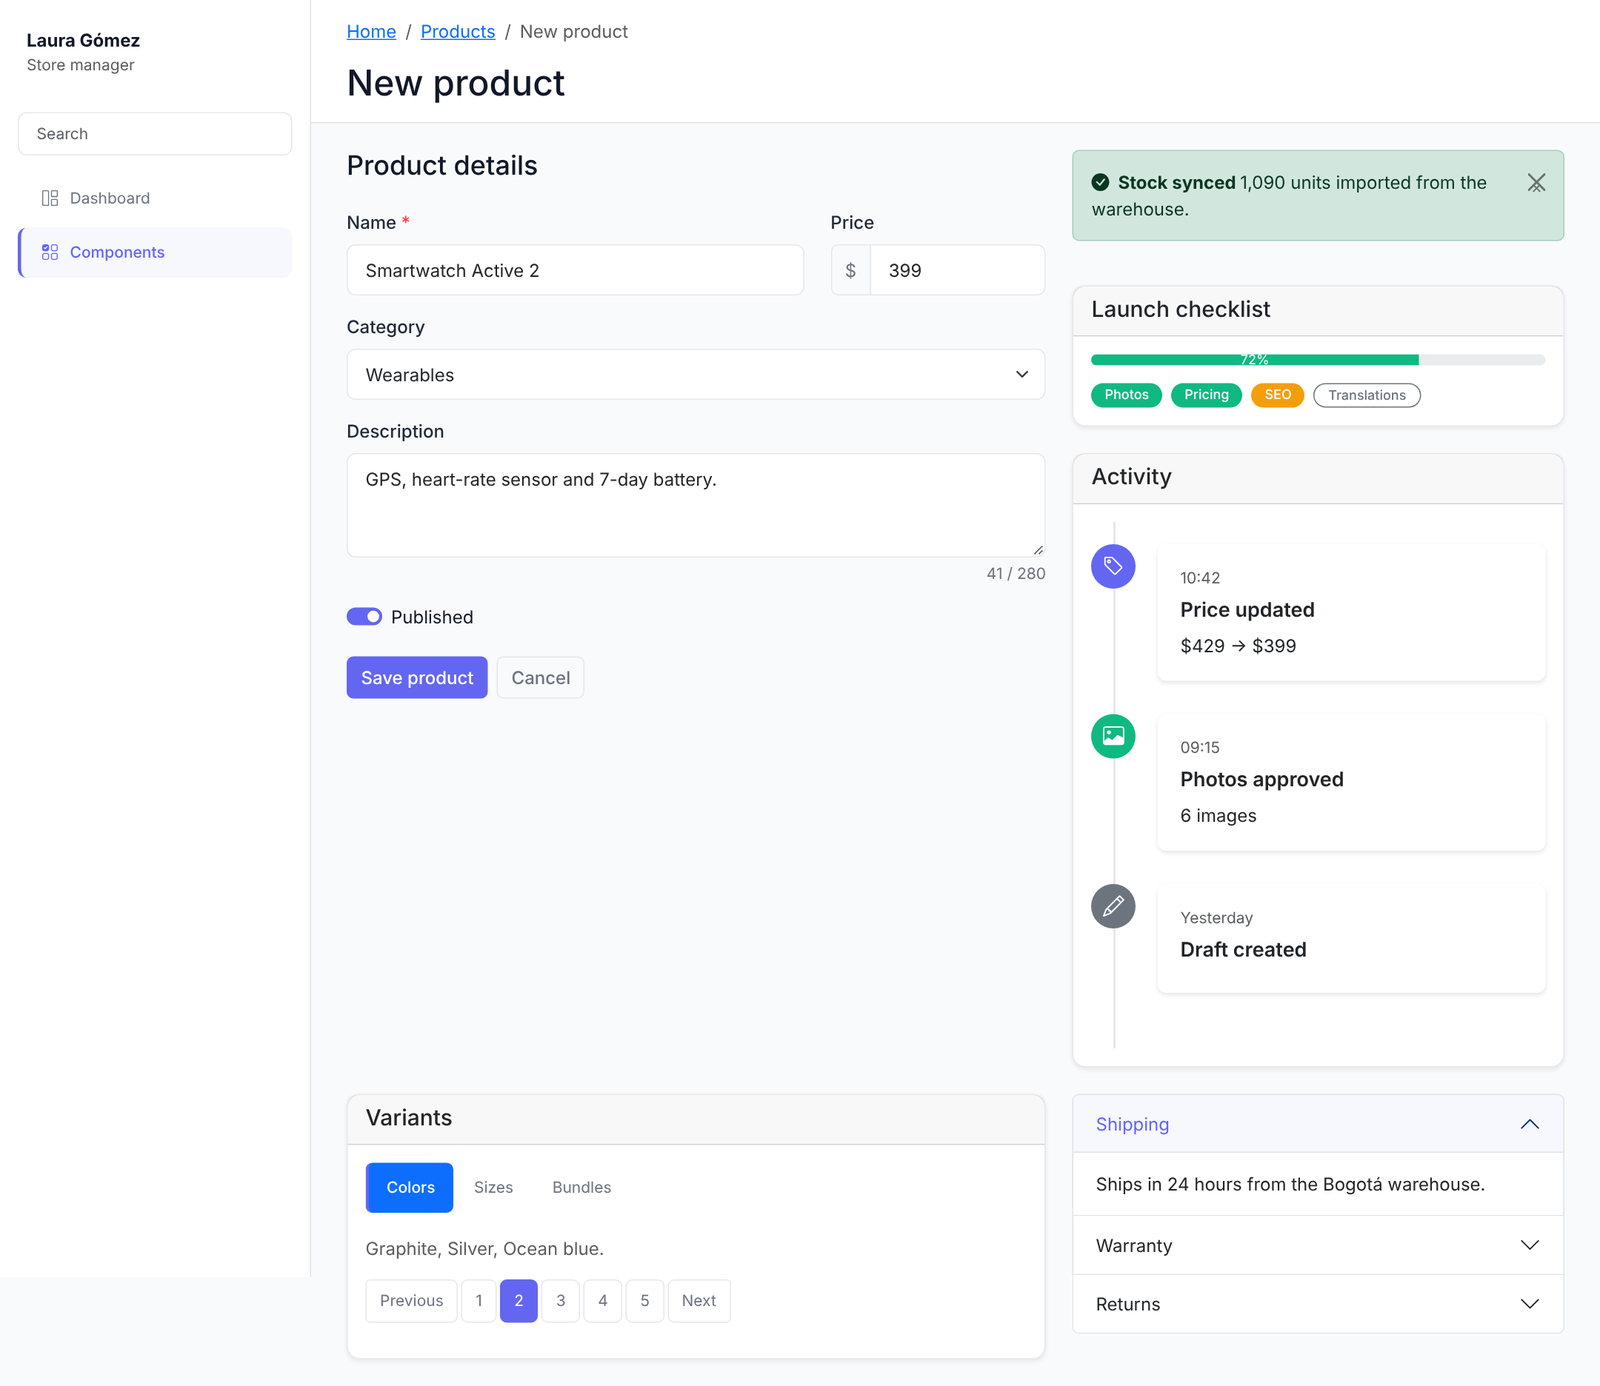 Laura Gómez
Store manager
Search
Dashboard
Components
Home / Products / New product
New product
Product details
Name *
Smartwatch Active 2
Price
$ 399
Category
Wearables
Description
GPS, heart-rate sensor and 7-day battery.
41 / 280
Published
Save product
Cancel
Stock synced 1,090 units imported from the
warehouse.
Launch checklist
72%
Photos Pricing SEO Translations
Activity
10:42
Price updated
$429 → $399
09:15
Photos approved
6 images
Yesterday
Draft created
Variants
Colors Sizes Bundles
Graphite, Silver, Ocean blue.
Previous 1 2 3 4 5 Next
Shipping
Ships in 24 hours from the Bogotá warehouse.
Warranty
Returns